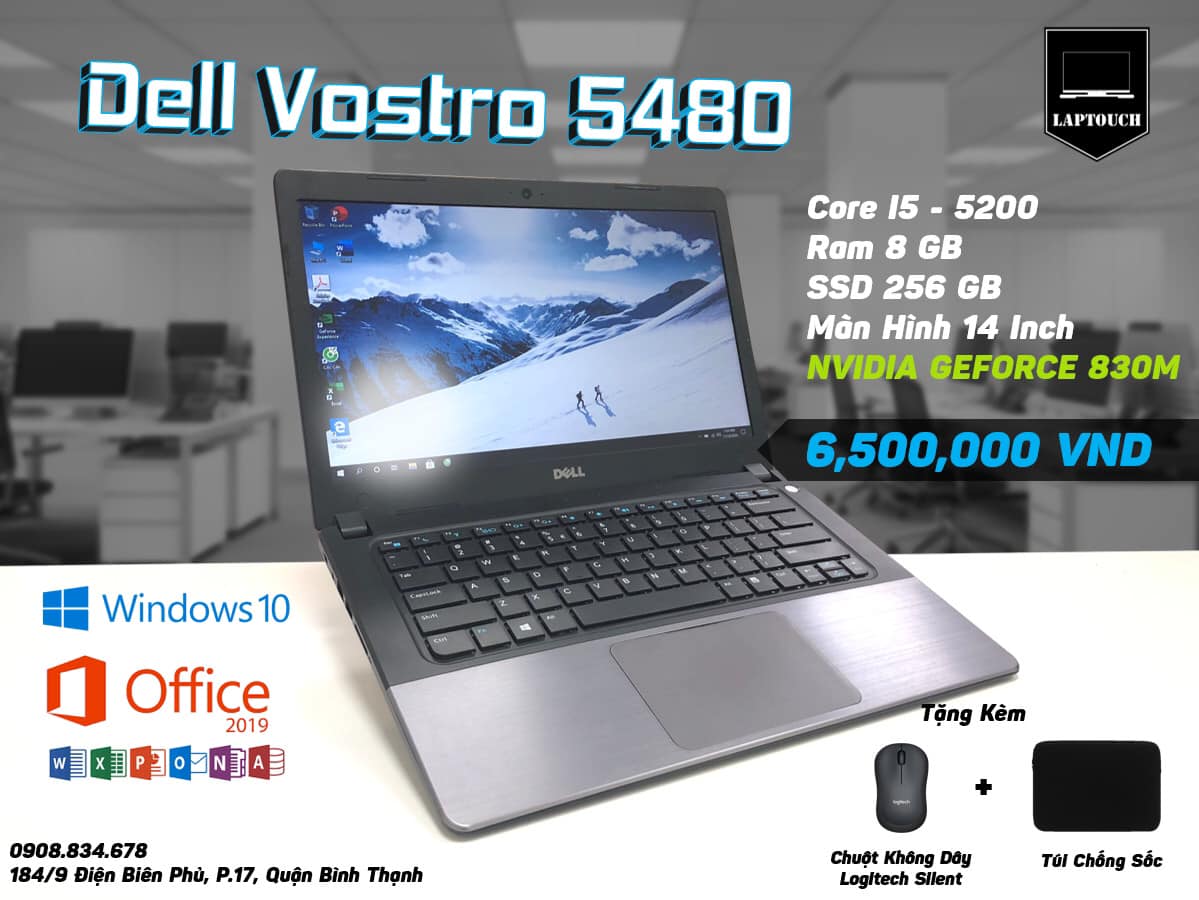 Dell Vostro 5480
LAPTOUCH
Core I5 - 5200
Ram 8 GB
SSD 256 GB
Màn Hình 14 Inch
NVIDIA GEFORCE 830M
6,500,000 VND
DELL
Windows 10
Office
2019
W X P O N A
Tặng Kèm
+
logitech
Chuột Không Dây
Logitech Silent
Túi Chống Sốc
0908.834.678
184/9 Điện Biên Phủ, P.17, Quận Bình Thạnh